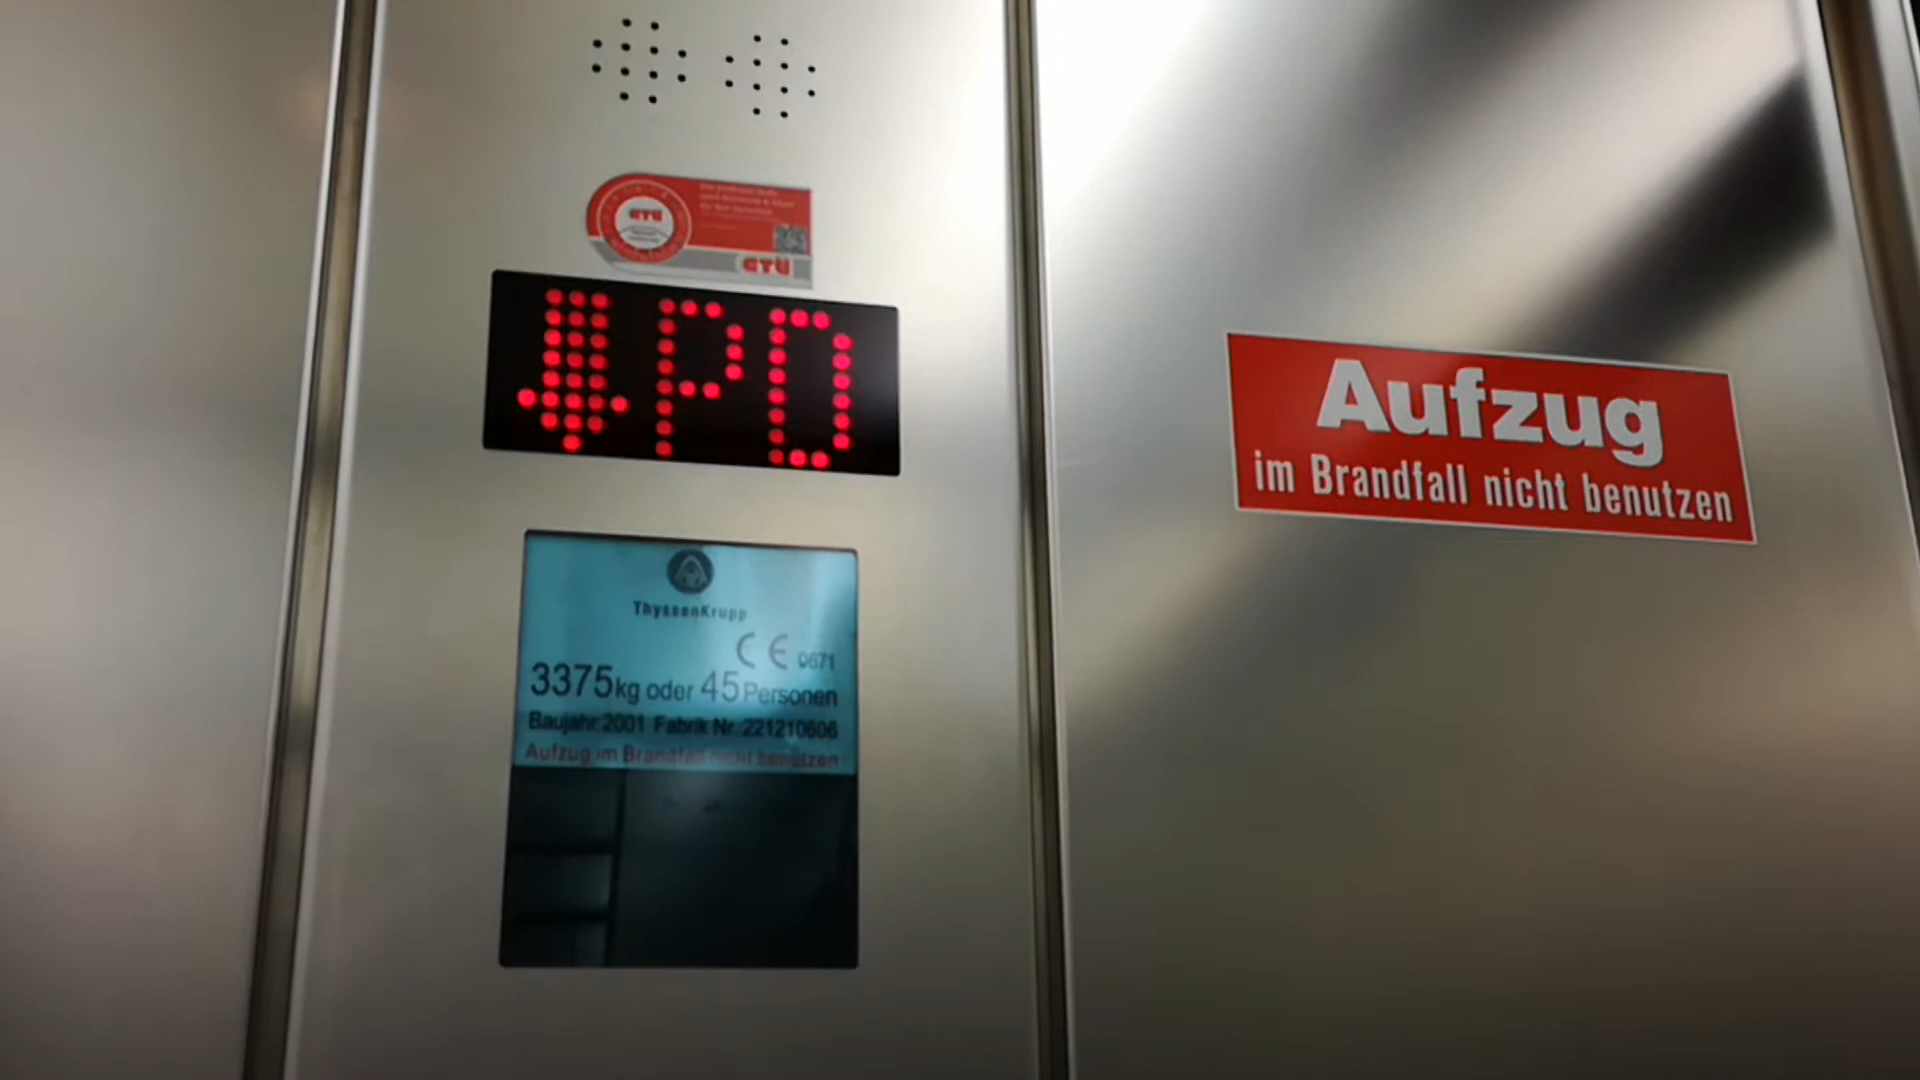 GTÜ
GTÜ
↓P0
Aufzug
im Brandfall nicht benutzen
ThyssenKrupp
CE 0671
3375kg oder 45Personen
Baujahr 2001 Fabrik Nr. 221210606
Aufzug im Brandfall nicht benutzen